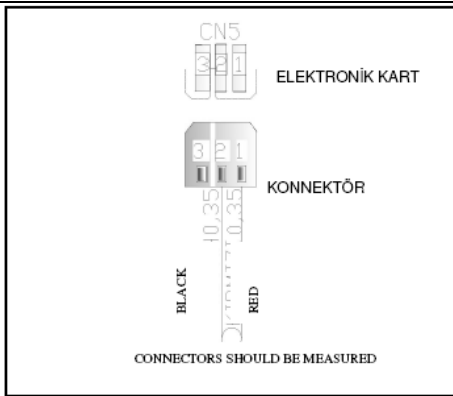 CN5
3 2 1
ELEKTRONİK KART
3 2 1
KONNEKTÖR
0,35 0,35
BLACK
RED
CONNECTORS SHOULD BE MEASURED